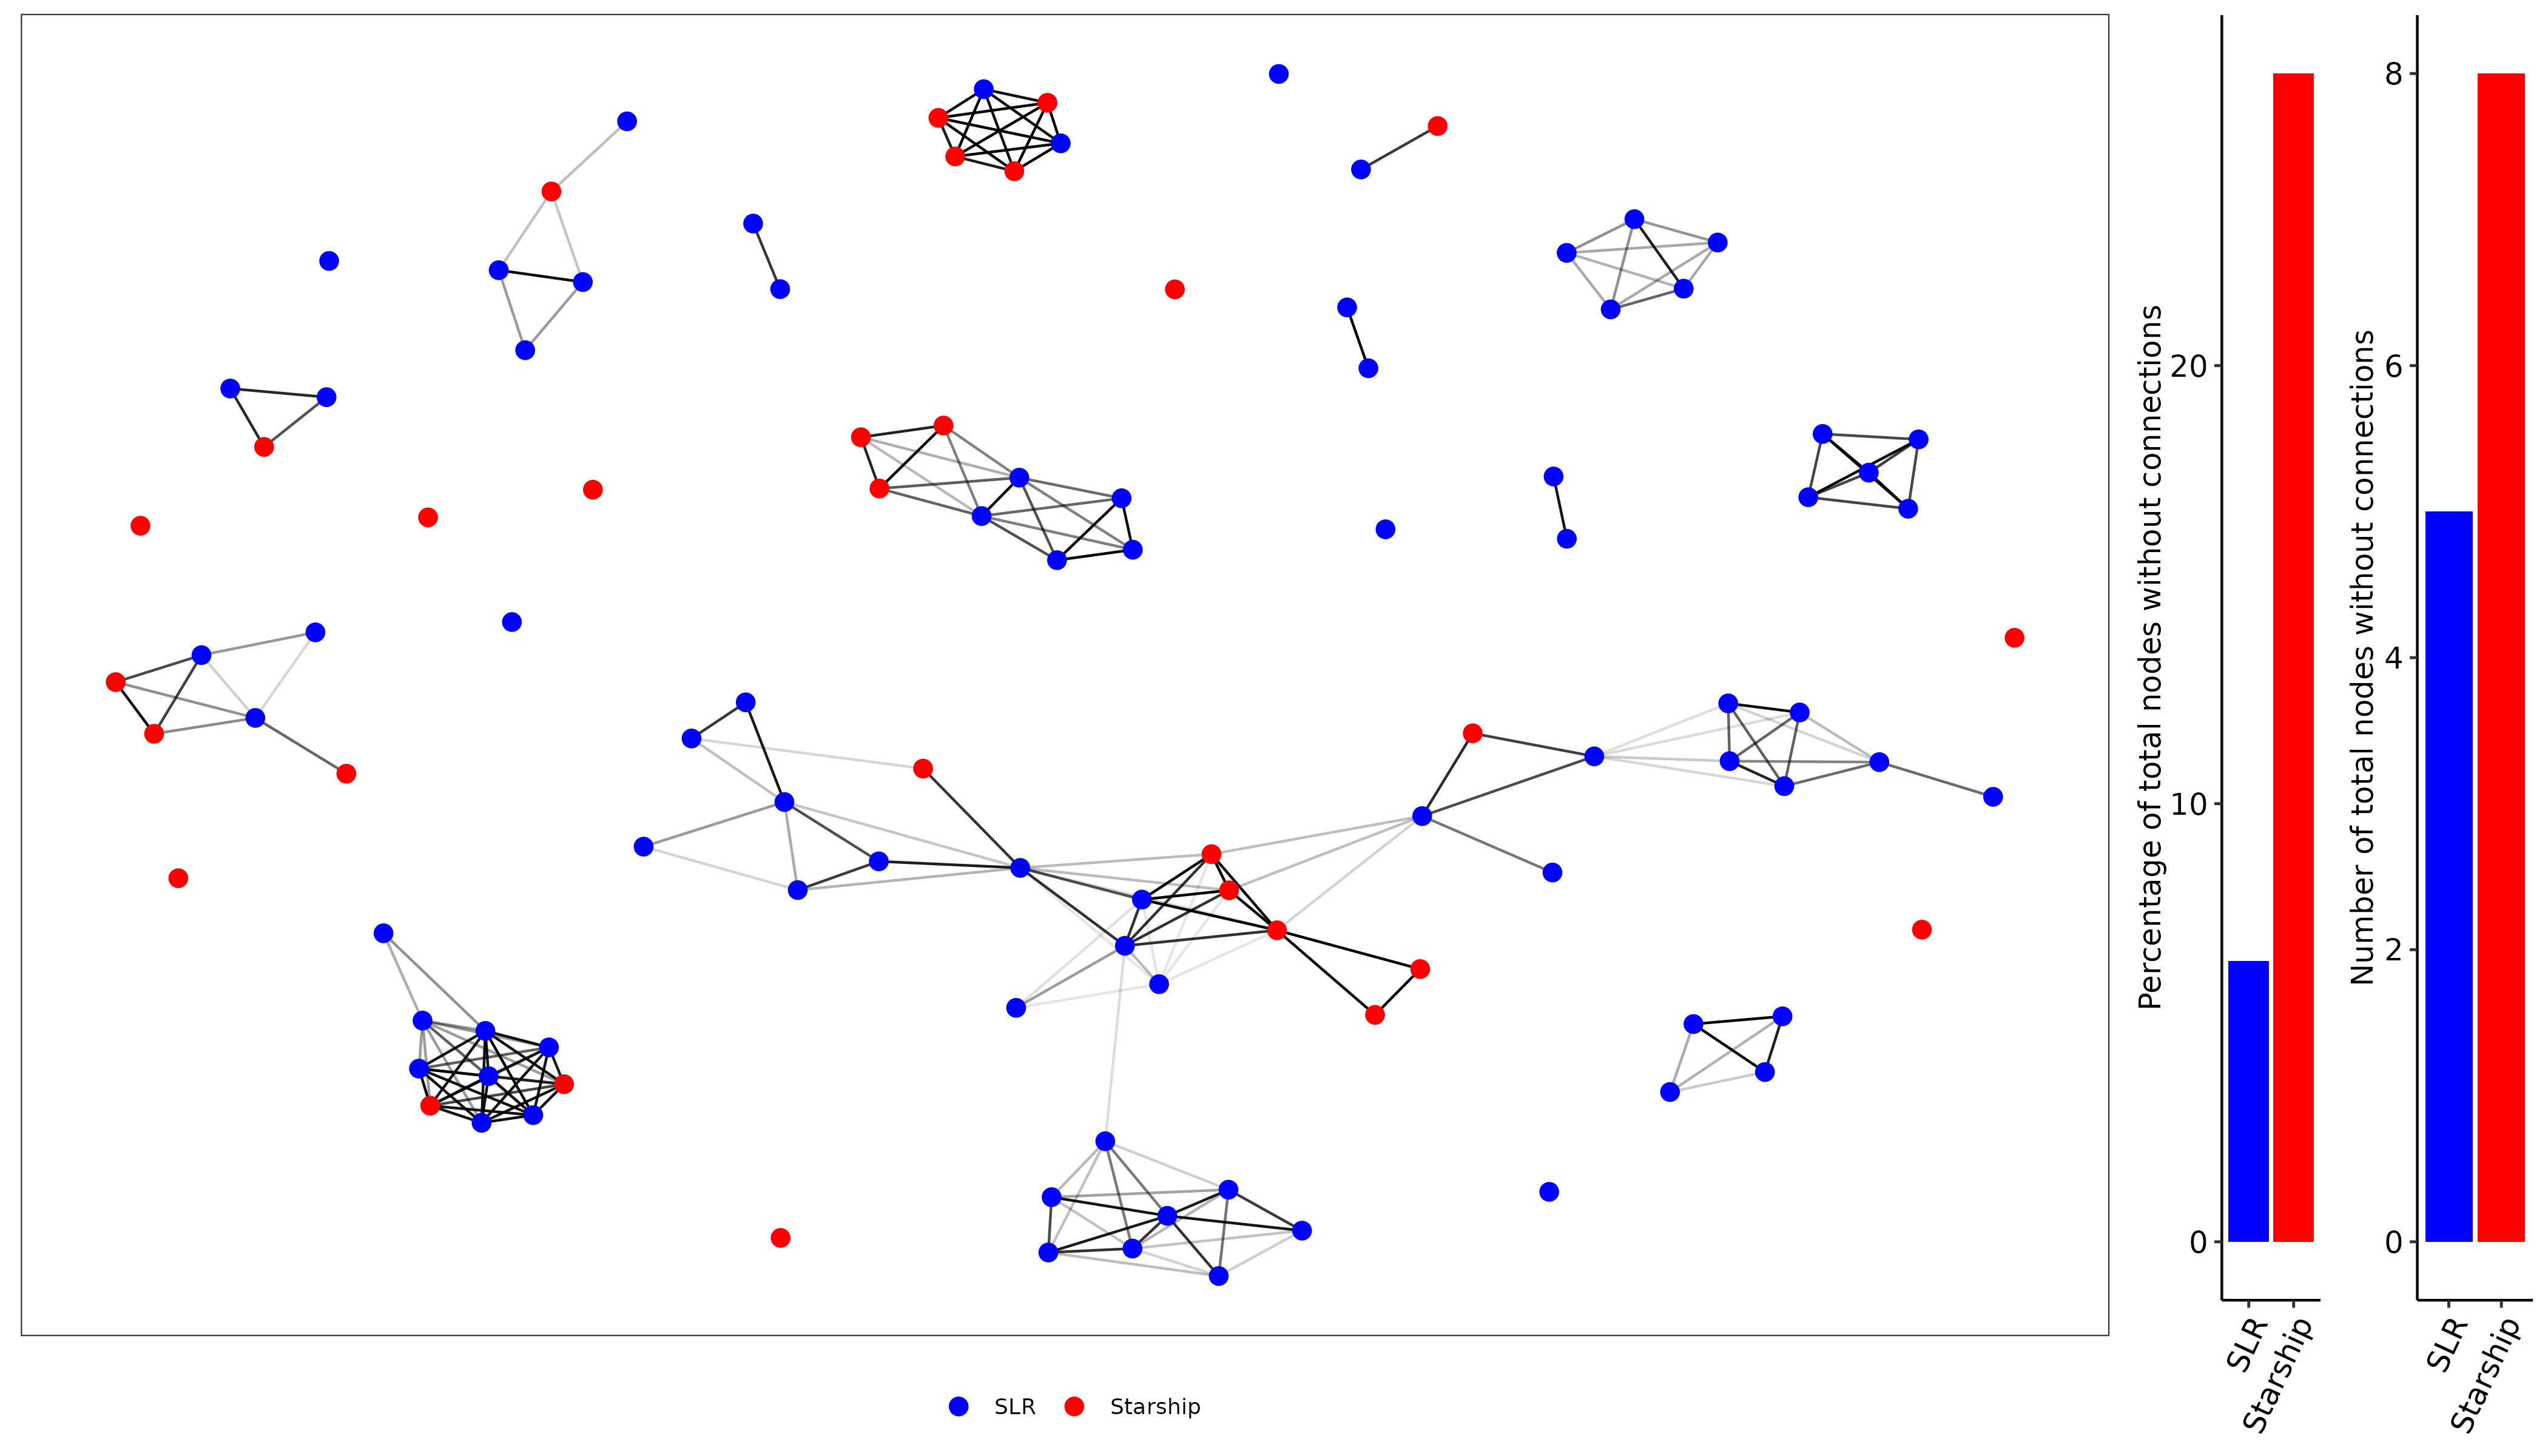 Percentage of total nodes without connections
20
10
0
SLR
Starship
Number of total nodes without connections
8
6
4
2
0
SLR
Starship
SLR
Starship